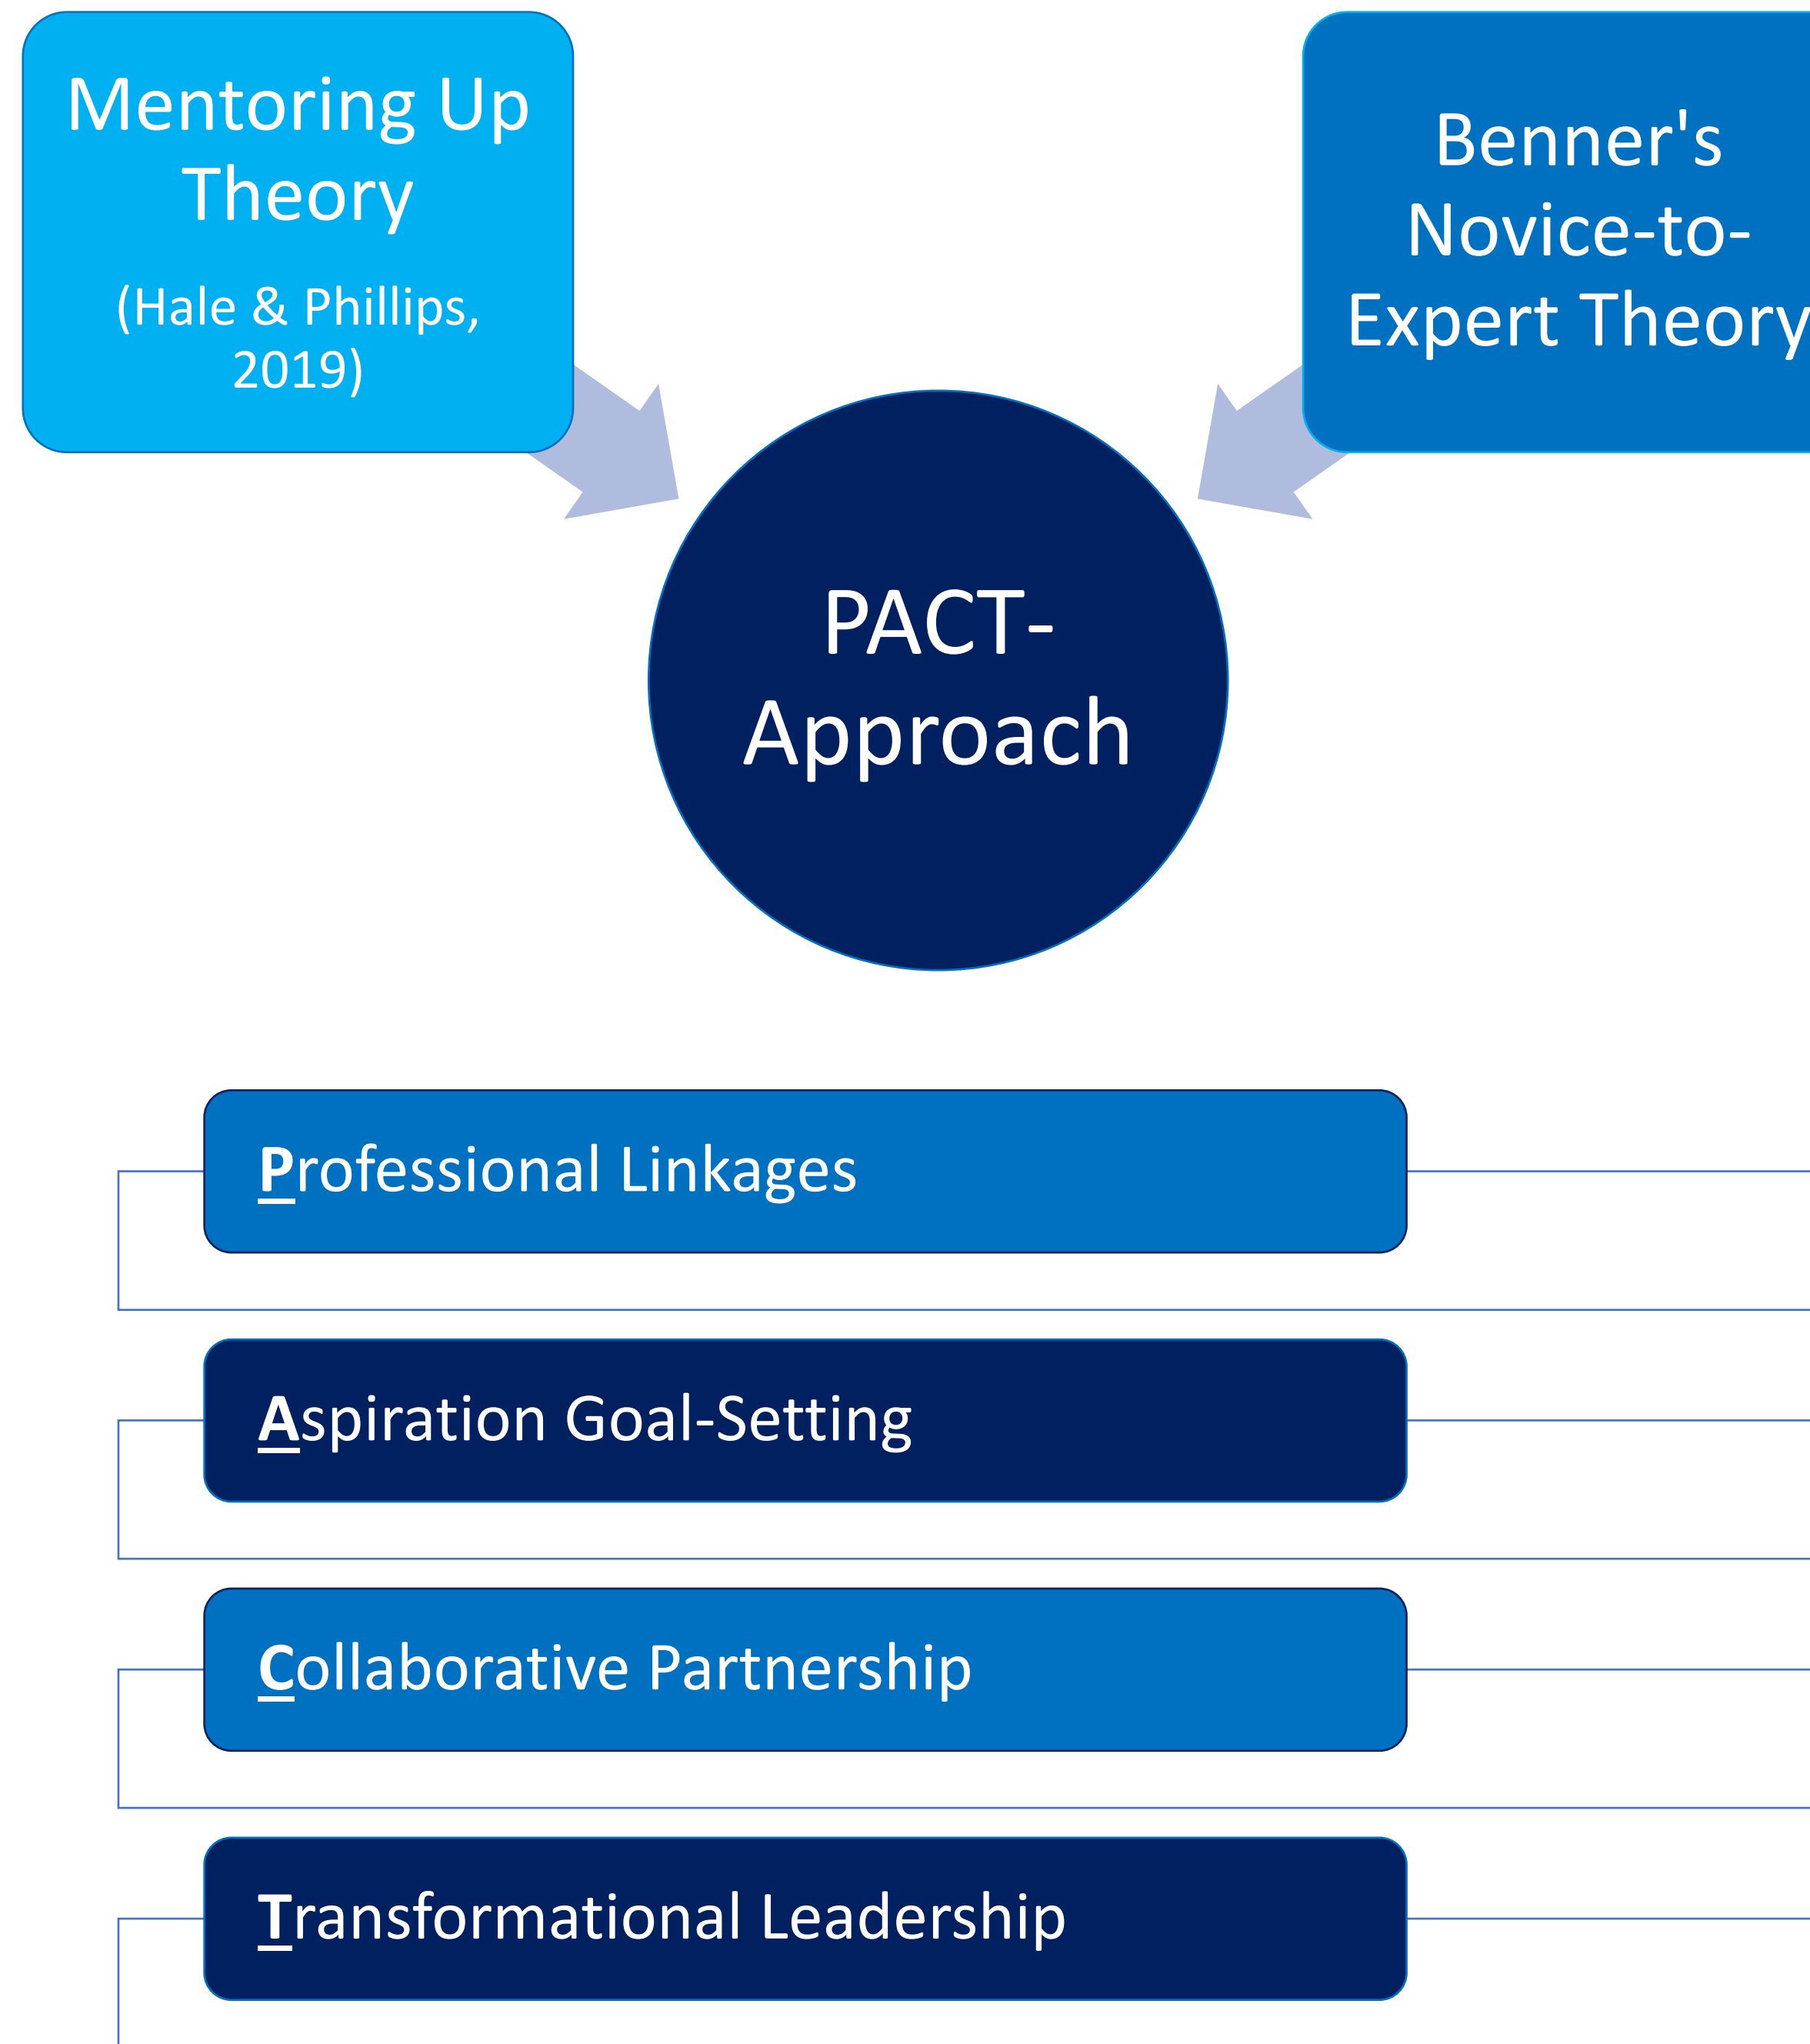 Mentoring Up
Theory
(Hale & Phillips,
2019)
Benner's
Novice-to-
Expert Theory
PACT-
Approach
Professional Linkages
Aspiration Goal-Setting
Collaborative Partnership
Transformational Leadership